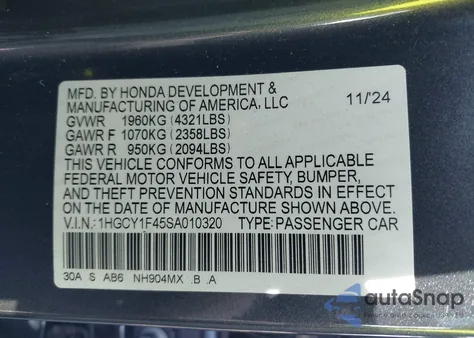 MFD. BY HONDA DEVELOPMENT &
MANUFACTURING OF AMERICA, LLC 11/24
GVWR 1960KG (4321LBS)
GAWR F 1070KG (2358LBS)
GAWR R 950KG (2094LBS)
THIS VEHICLE CONFORMS TO ALL APPLICABLE
FEDERAL MOTOR VEHICLE SAFETY, BUMPER,
AND THEFT PREVENTION STANDARDS IN EFFECT
ON THE DATE OF MANUFACTURE SHOWN ABOVE.
V.I.N.: 1HGCY1F45SA010320 TYPE:PASSENGER CAR
30A S AB6 NH904MX .B .A
autoSnap